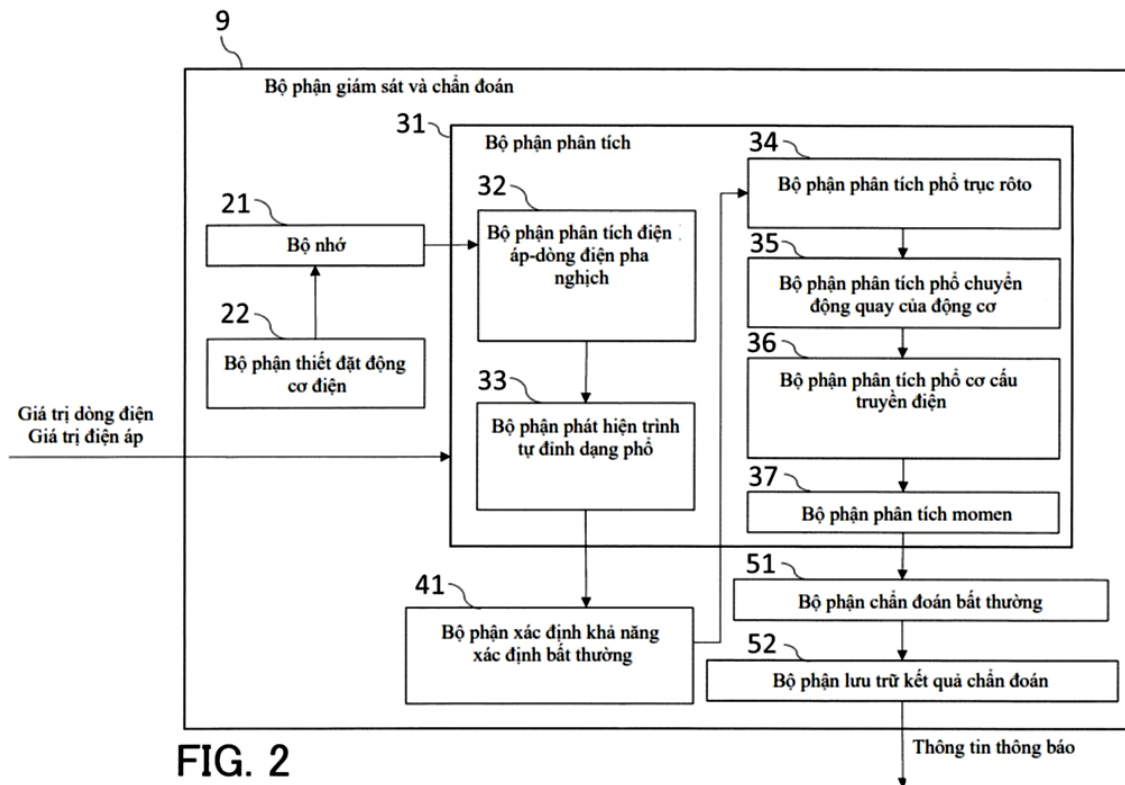 9
Bộ phận giám sát và chẩn đoán
31
Bộ phận phân tích
21
Bộ nhớ
22
Bộ phận thiết đặt động
cơ điện
Giá trị dòng điện
Giá trị điện áp
32
Bộ phận phân tích điện
áp-dòng điện pha
nghịch
33
Bộ phận phát hiện trình
tự đỉnh dạng phổ
41
Bộ phận xác định khả năng
xác định bất thường
34
Bộ phận phân tích phổ trục rôto
35
Bộ phận phân tích phổ chuyển
động quay của động cơ
36
Bộ phận phân tích phổ cơ cấu
truyền điện
37
Bộ phận phân tích momen
51
Bộ phận chẩn đoán bất thường
52
Bộ phận lưu trữ kết quả chẩn đoán
Thông tin thông báo
FIG. 2